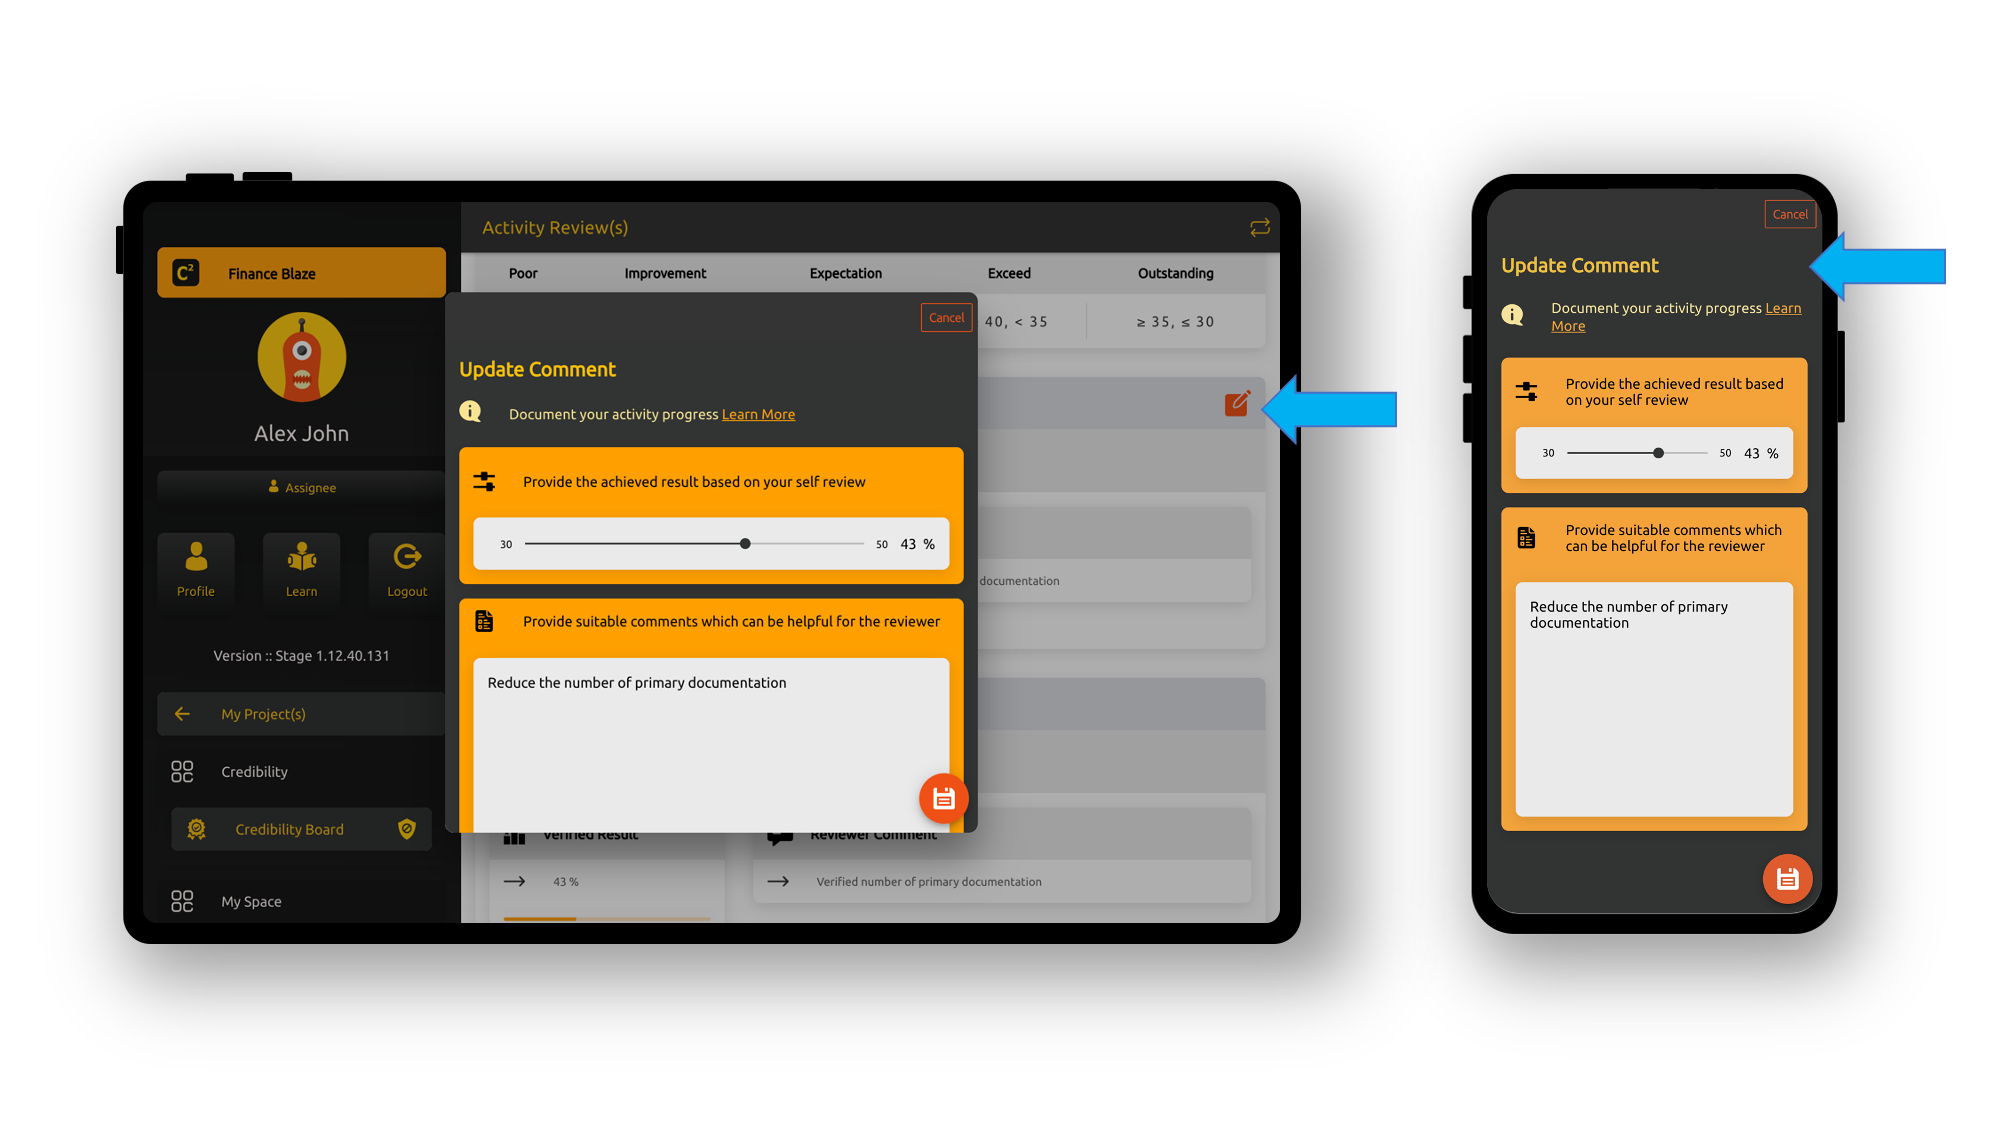 C²
Finance Blaze
Alex John
Assignee
Profile
Learn
Logout
Version :: Stage 1.12.40.131
My Project(s)
Credibility
Credibility Board
My Space
Activity Review(s)
Poor
Improvement
Expectation
Exceed
Outstanding
40, < 35
≥ 35, ≤ 30
Cancel
Update Comment
Document your activity progress Learn More
Provide the achieved result based on your self review
30
50
43 %
Provide suitable comments which can be helpful for the reviewer
Reduce the number of primary documentation
documentation
Verified Result
Reviewer Comment
43 %
Verified number of primary documentation
Cancel
Update Comment
Document your activity progress Learn
More
Provide the achieved result based
on your self review
30
50
43 %
Provide suitable comments which
can be helpful for the reviewer
Reduce the number of primary
documentation